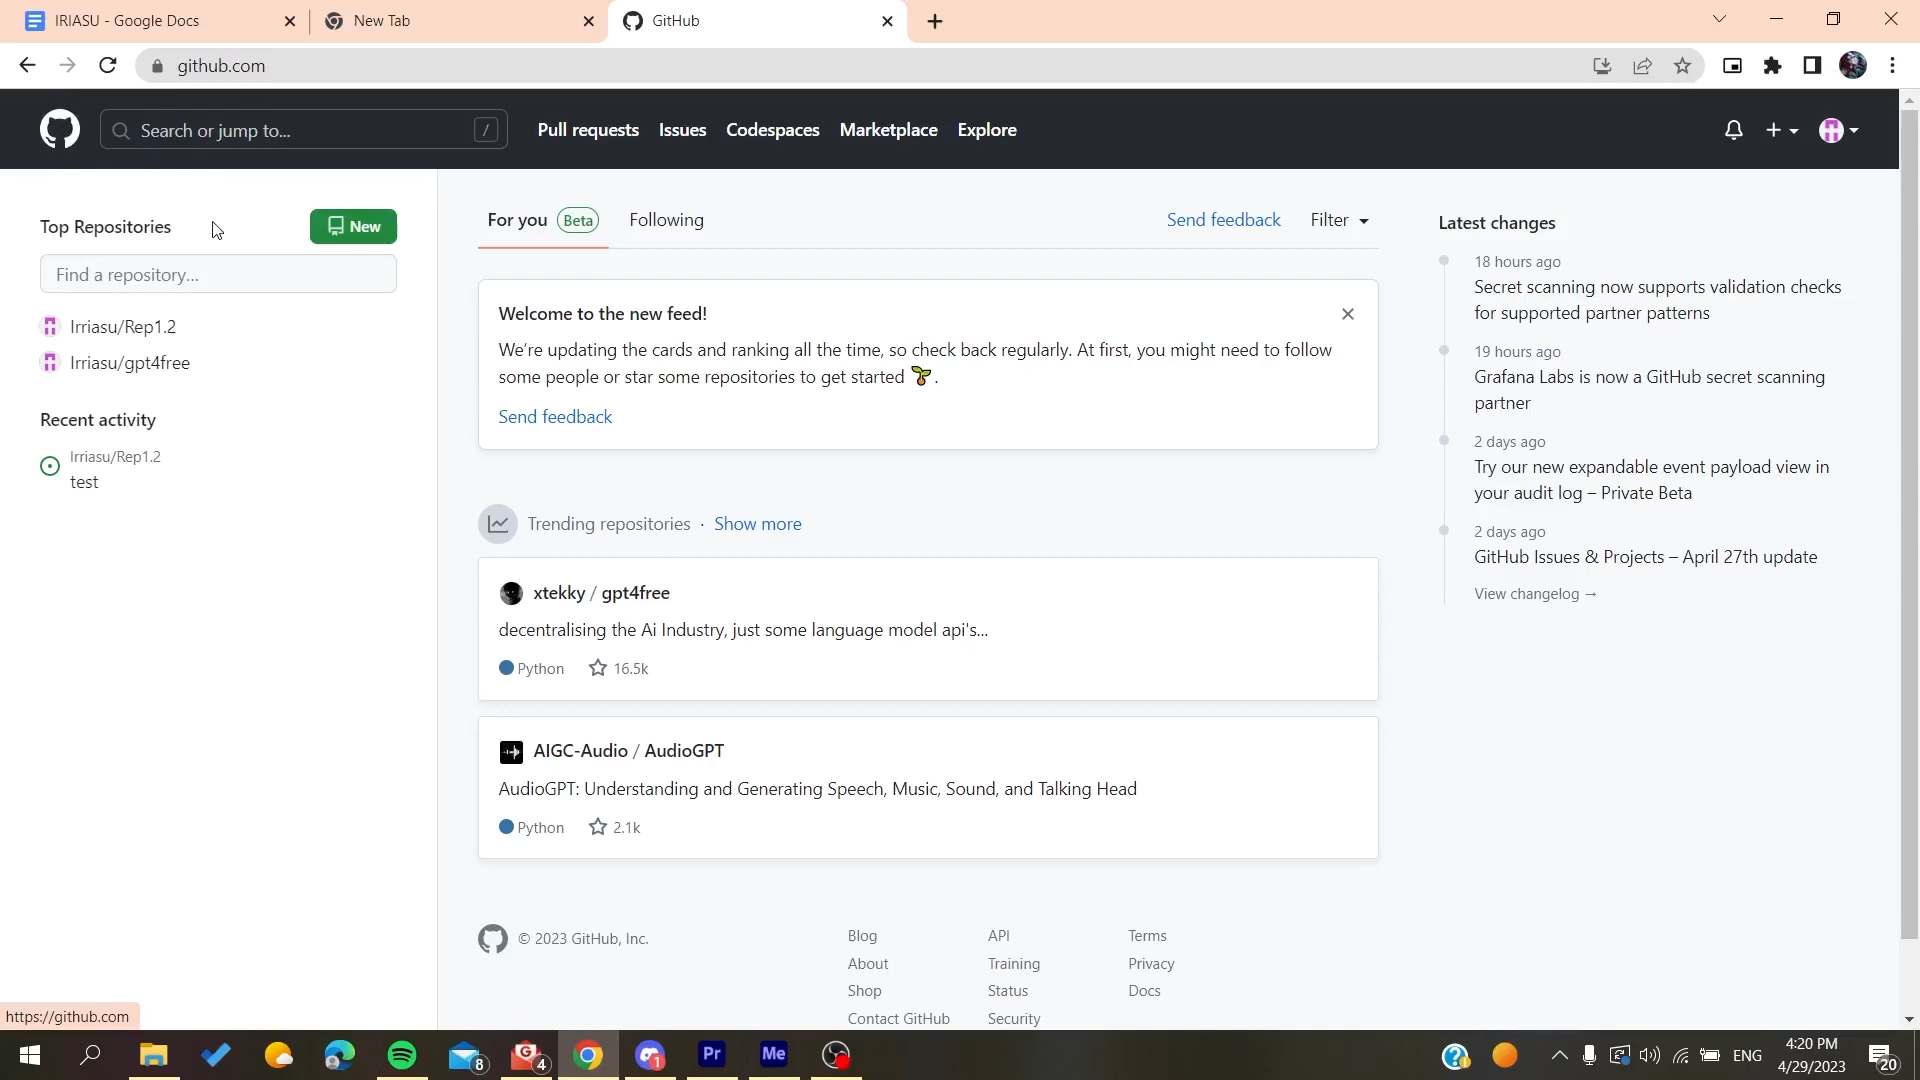 IRIASU - Google Docs
New Tab
GitHub
github.com
Search or jump to...
/
Pull requests
Issues
Codespaces
Marketplace
Explore
Top Repositories
New
Find a repository...
Irriasu/Rep1.2
Irriasu/gpt4free
Recent activity
Irriasu/Rep1.2
test
For you Beta
Following
Send feedback
Filter
Welcome to the new feed!
We're updating the cards and ranking all the time, so check back regularly. At first, you might need to follow
some people or star some repositories to get started 🌱 .
Send feedback
Trending repositories · Show more
xtekky / gpt4free
decentralising the Ai Industry, just some language model api's...
Python 16.5k
AIGC-Audio / AudioGPT
AudioGPT: Understanding and Generating Speech, Music, Sound, and Talking Head
Python 2.1k
Latest changes
18 hours ago
Secret scanning now supports validation checks
for supported partner patterns
19 hours ago
Grafana Labs is now a GitHub secret scanning
partner
2 days ago
Try our new expandable event payload view in
your audit log – Private Beta
2 days ago
GitHub Issues & Projects – April 27th update
View changelog →
© 2023 GitHub, Inc.
Blog
About
Shop
Contact GitHub
API
Training
Status
Security
Terms
Privacy
Docs
https://github.com
8
G
4
1
Pr
Me
ENG
4:20 PM
4/29/2023
20